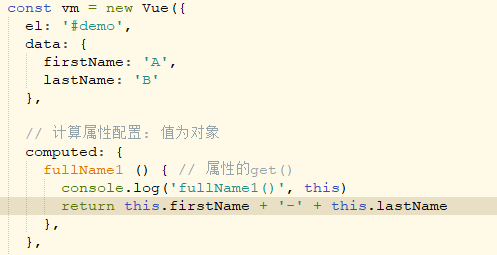 const vm = new Vue({
el: '#demo',
data: {
firstName: 'A',
lastName: 'B'
},
// 计算属性配置: 值为对象
computed: {
fullName1 () { // 属性的get()
console.log('fullName1()', this)
return this.firstName + '-' + this.lastName
},
},